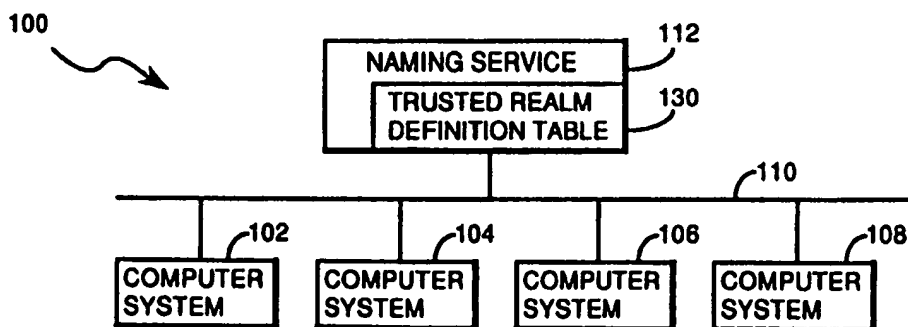 100
112
NAMING SERVICE
TRUSTED REALM
DEFINITION TABLE
130
110
102
104
106
108
COMPUTER
SYSTEM
COMPUTER
SYSTEM
COMPUTER
SYSTEM
COMPUTER
SYSTEM